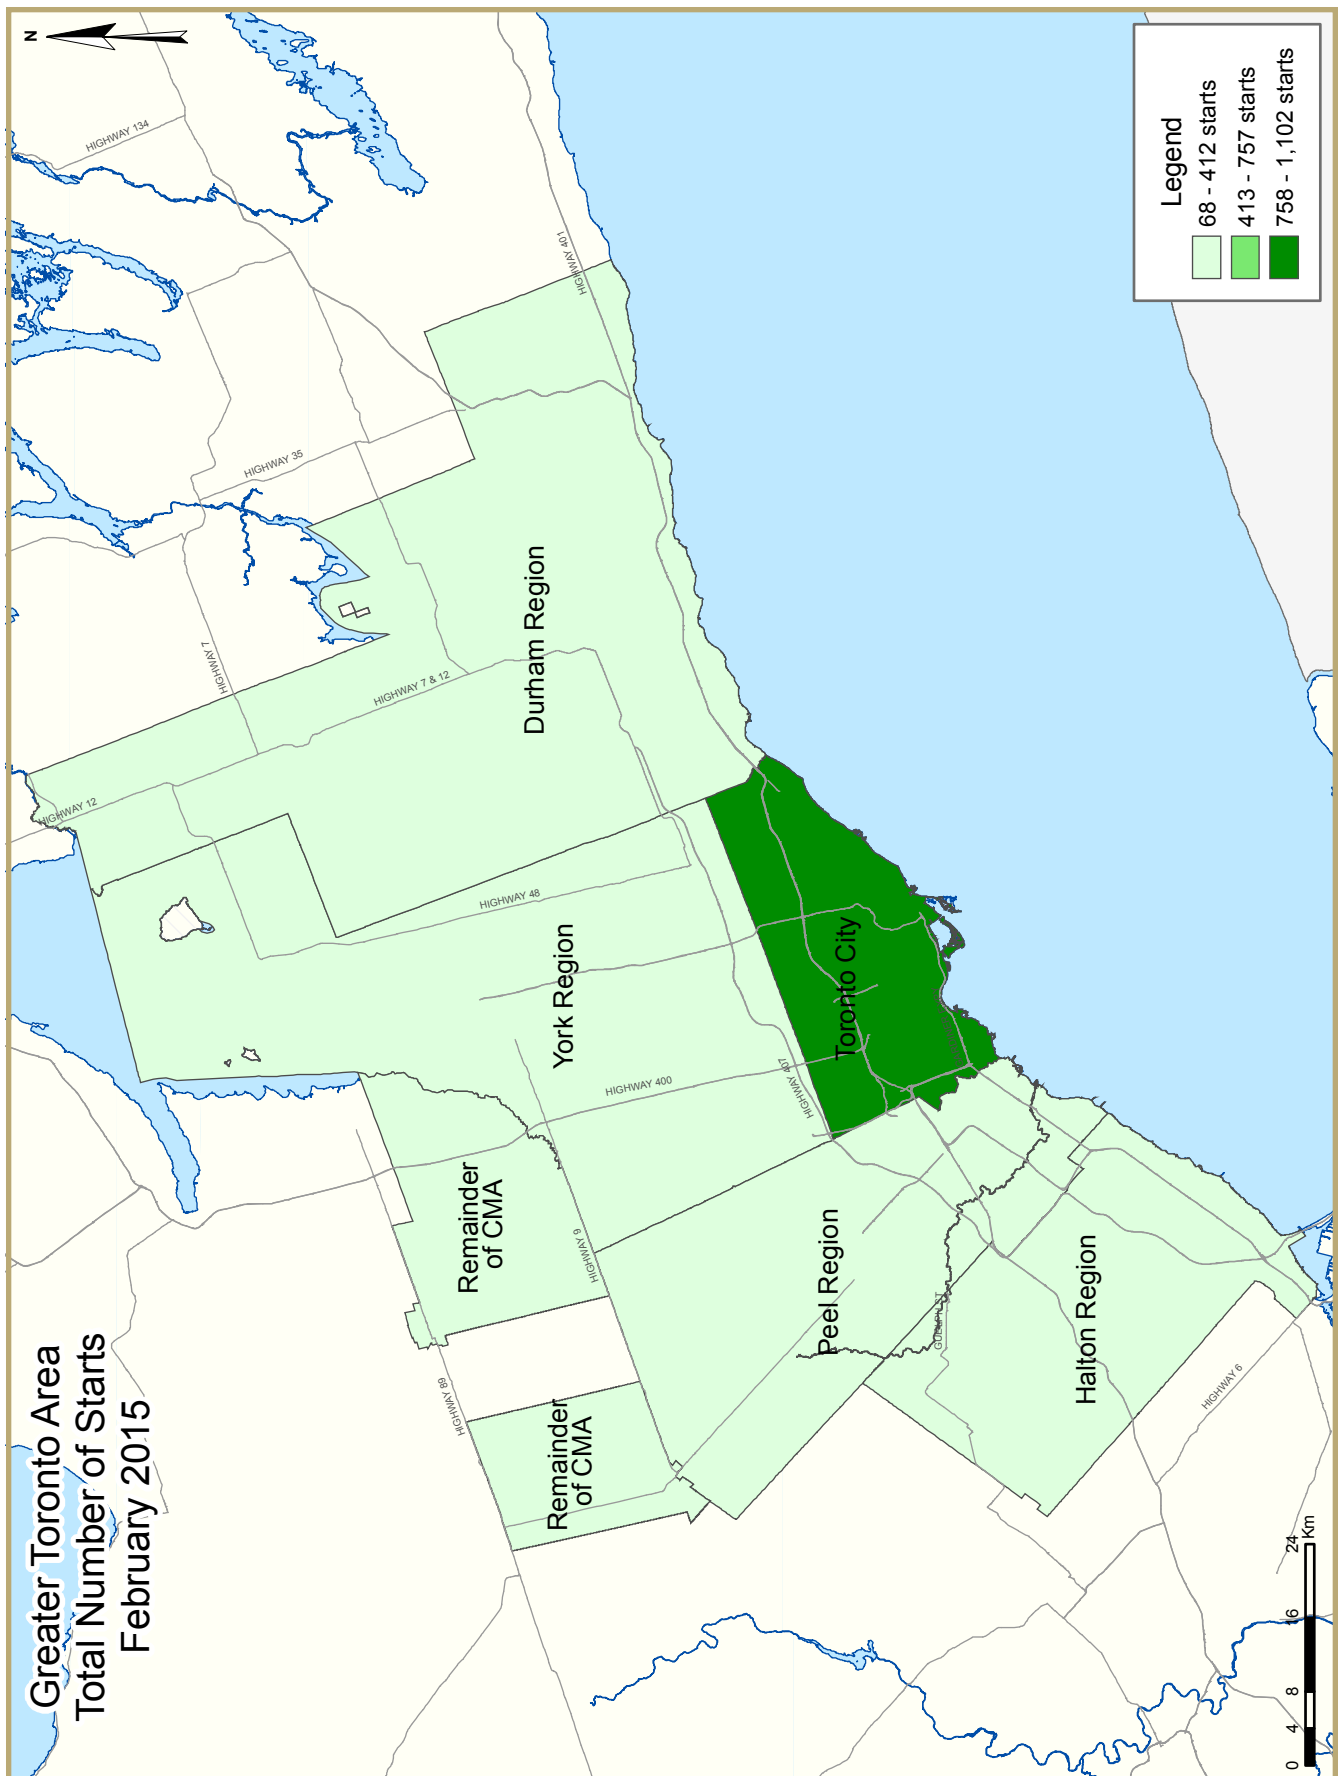 Greater Toronto Area
Total Number of Starts
February 2015
N
HIGHWAY 134
HIGHWAY 401
HIGHWAY 35
HIGHWAY 7
HIGHWAY 7 & 12
HIGHWAY 12
Durham Region
HIGHWAY 48
York Region
Toronto City
HIGHWAY 400
HIGHWAY 407
Remainder
of CMA
HIGHWAY 9
HIGHWAY 89
Remainder
of CMA
Peel Region
GUELPH ST
Halton Region
HIGHWAY 6
0 4 8 16 24
Km
Legend
68 - 412 starts
413 - 757 starts
758 - 1,102 starts